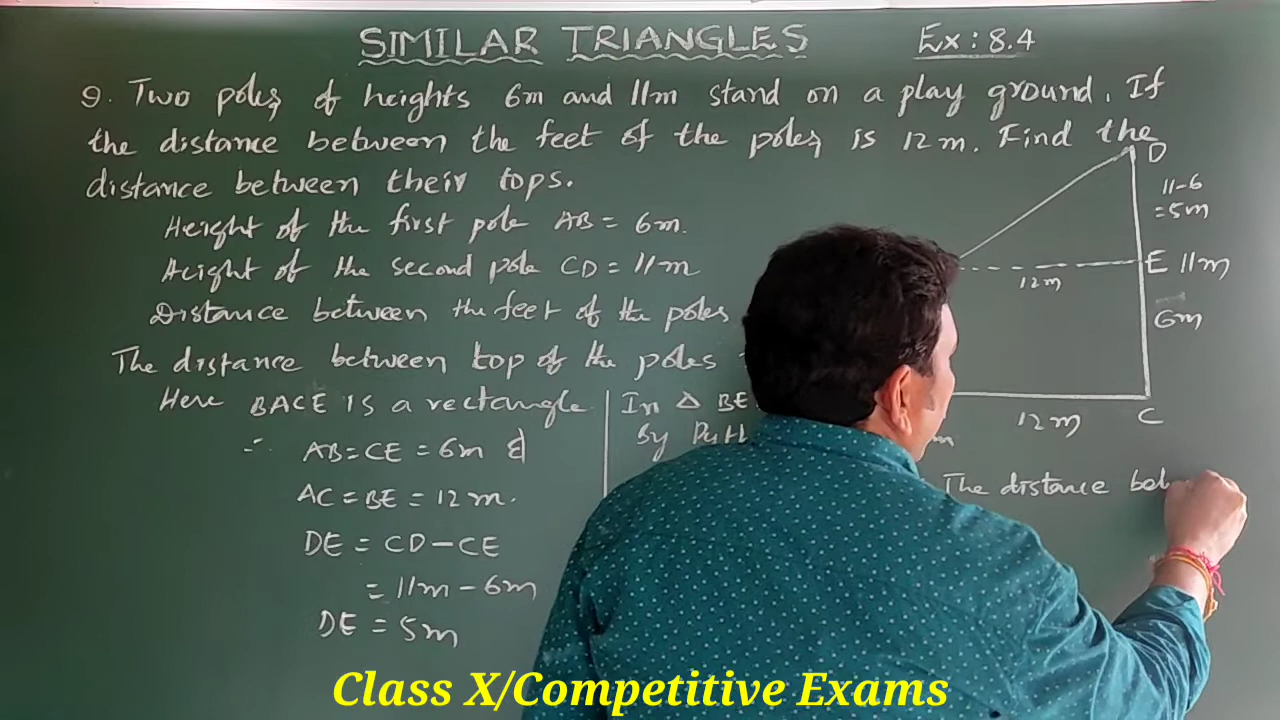 SIMILAR TRIANGLES Ex: 8.4
9. Two poles of heights 6m and 11m stand on a play ground. If
the distance between the feet of the poles is 12m. Find the
distance between their tops.
Height of the first pole AB = 6m.
Height of the second pole CD = 11m
Distance between the feet of the poles
The distance between top of the poles
Here BACE is a rectangle
∴ AB = CE = 6m &
AC = BE = 12m.
DE = CD - CE
= 11m - 6m
DE = 5m
In Δ BE
By
D
11-6
= 5m
E 11m
12m
6m
12m C
m
The distance
Class X/Competitive Exams